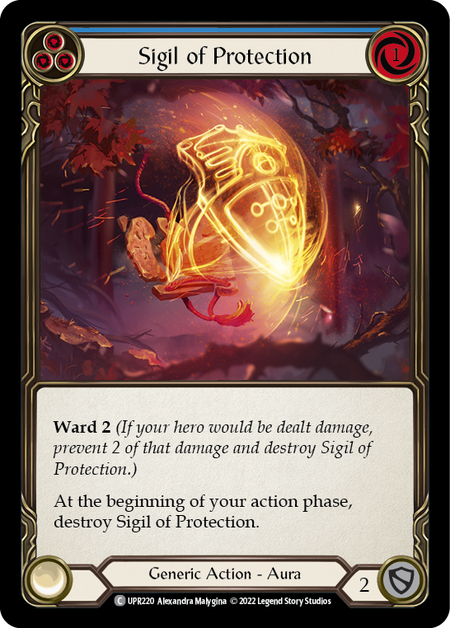 Sigil of Protection
1
Ward 2 (If your hero would be dealt damage,
prevent 2 of that damage and destroy Sigil of
Protection.)
At the beginning of your action phase,
destroy Sigil of Protection.
Generic Action - Aura
2
C UPR220 Alexandra Malygina © 2022 Legend Story Studios